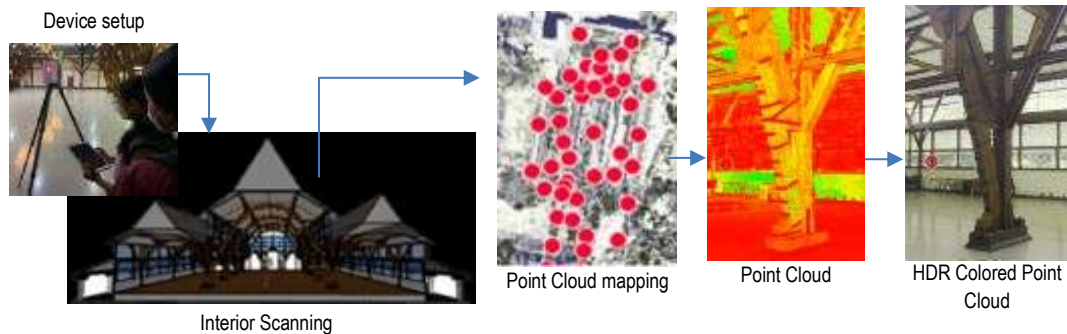 Device setup
Interior Scanning
Point Cloud mapping
Point Cloud
HDR Colored Point
Cloud